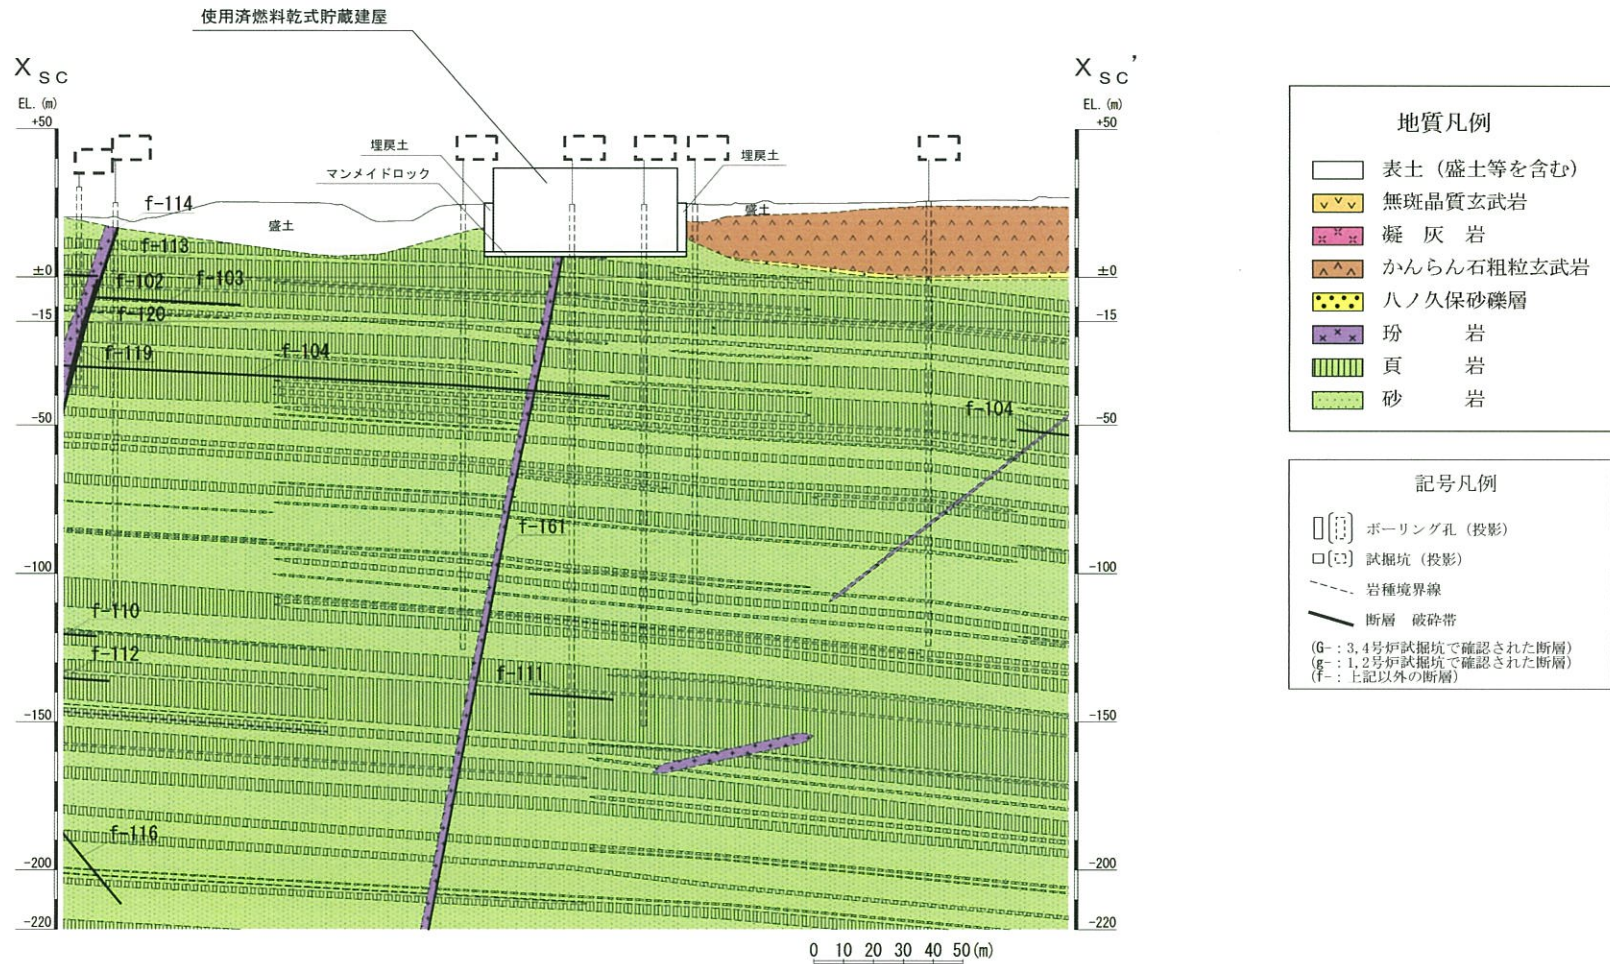 使用済燃料乾式貯蔵建屋
X SC
X SC'
EL. (m)
EL. (m)
+50
+50
埋戻土
マンメイドロック
埋戻土
f-114
盛土
盛土
f-113
±0
±0
f-102
f-103
f-120
-15
-15
f-119
f-104
f-104
-50
-50
f-161
-100
-100
f-110
f-112
f-111
-150
-150
f-116
-200
-200
-220
-220
0 10 20 30 40 50(m)
地質凡例
表土（盛土等を含む）
無斑晶質玄武岩
凝灰岩
かんらん石粗粒玄武岩
八ノ久保砂礫層
玢岩
頁岩
砂岩
記号凡例
ボーリング孔（投影）
試掘坑（投影）
岩種境界線
断層 破砕帯
(G-：3,4号炉試掘坑で確認された断層)
(g-：1,2号炉試掘坑で確認された断層)
(f-：上記以外の断層)